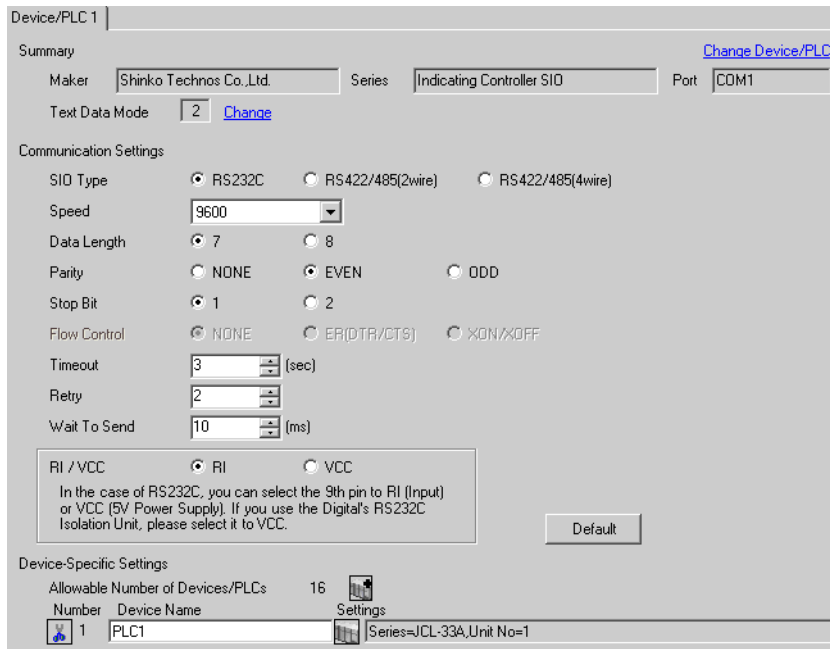 Device/PLC 1
Summary Change Device/PLC
Maker Shinko Technos Co.,Ltd. Series Indicating Controller SIO Port COM1
Text Data Mode 2 Change
Communication Settings
SIO Type RS232C RS422/485(2wire) RS422/485(4wire)
Speed 9600
Data Length 7 8
Parity NONE EVEN ODD
Stop Bit 1 2
Flow Control NONE ER(DTR/CTS) XON/XOFF
Timeout 3 (sec)
Retry 2
Wait To Send 10 (ms)
RI / VCC RI VCC
In the case of RS232C, you can select the 9th pin to RI (Input)
or VCC (5V Power Supply). If you use the Digital's RS232C
Isolation Unit, please select it to VCC.
Default
Device-Specific Settings
Allowable Number of Devices/PLCs 16
Number Device Name Settings
1 PLC1 Series=JCL-33A,Unit No=1